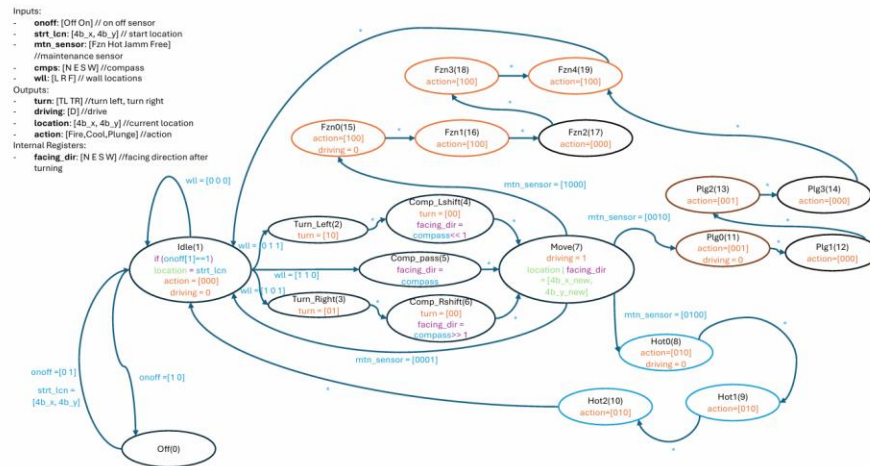 Inputs:
- onoff: [Off On] // on off sensor
- strt_lcn: [4b_x, 4b_y] // start location
- mtn_sensor: [Fzn Hot Jamm Free]
//maintenance sensor
- cmps: [N E S W] //compass
- wll: [L R F] // wall locations
Outputs:
- turn: [TL TR] //turn left, turn right
- driving: [D] //drive
- location: [4b_x, 4b_y] //current location
- action: [Fire,Cool,Plunge] //action
Internal Registers:
- facing_dir: [N E S W] //facing direction after
turning
Fzn3(18)
action=[100]
*
Fzn4(19)
action=[100]
*
*
Fzn0(15)
action=[100]
driving = 0
*
Fzn1(16)
action=[100]
*
Fzn2(17)
action=[000]
*
wll = [0 0 0]
mtn_sensor = [1000]
Plg2(13)
action=[001]
*
Plg3(14)
action=[000]
*
mtn_sensor = [0010]
Plg0(11)
action=[001]
driving = 0
*
Plg1(12)
action=[000]
Idle(1)
if (onoff[1]==1)
location = strt_lcn
action = [000]
driving = 0
wll = [0 1 1]
wll = [1 1 0]
wll = [1 0 1]
Turn_Left(2)
turn = [10]
*
Comp_Lshift(4)
turn = [00]
facing_dir =
compass<< 1
*
Comp_pass(5)
facing_dir =
compass
*
Turn_Right(3)
turn = [01]
*
Comp_Rshift(6)
turn = [00]
facing_dir =
compass>> 1
*
Move(7)
driving = 1
location | facing_dir
= [4b_x_new,
4b_y_new]
mtn_sensor = [0001]
mtn_sensor = [0100]
Hot0(8)
action=[010]
driving = 0
*
Hot1(9)
action=[010]
*
Hot2(10)
action=[010]
*
onoff =[0 1]
strt_lcn =
[4b_x, 4b_y]
onoff =[1 0]
Off(0)